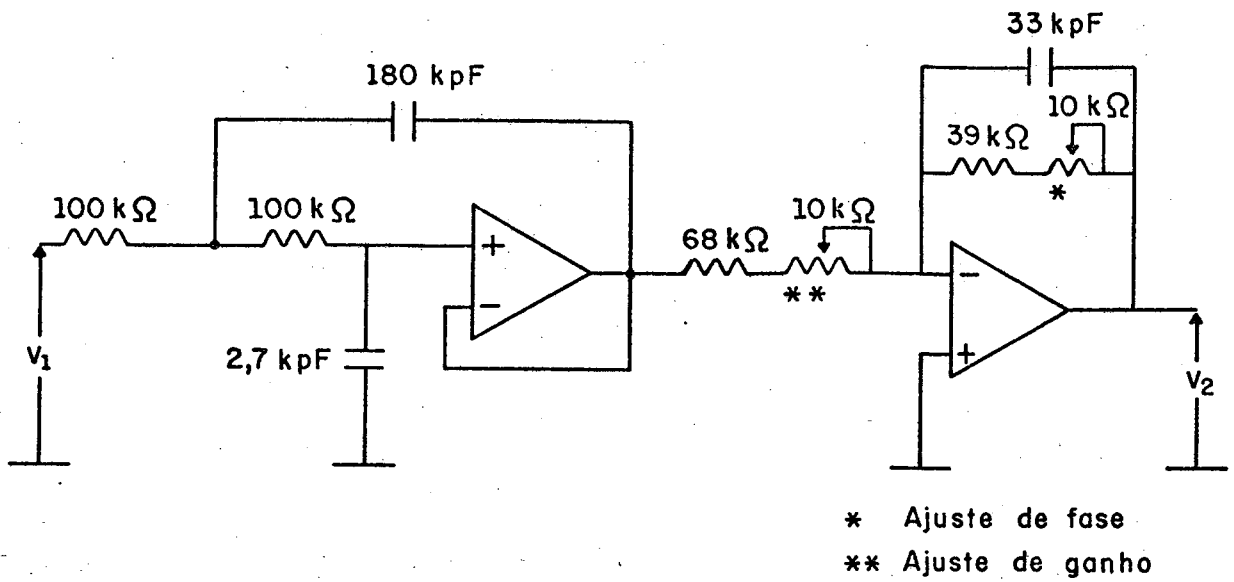 33 kpF
180 kpF
10 kΩ
39 kΩ
*
100 kΩ
100 kΩ
10 kΩ
68 kΩ
+
−
**
−
+
2,7 kpF
V1
V2
* Ajuste de fase
** Ajuste de ganho